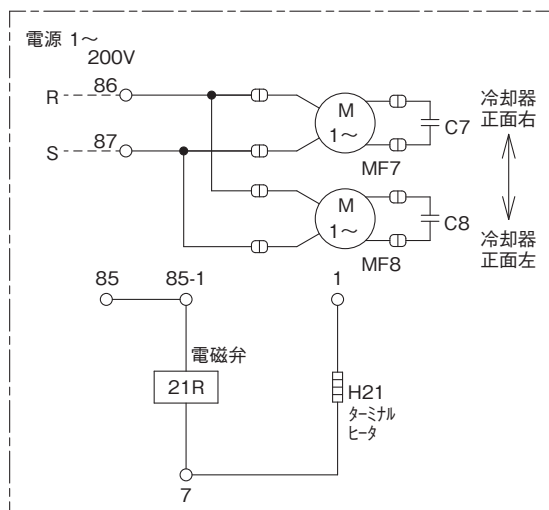 電源 1～
200V
R 86
S 87
M
1～
MF7
C7
冷却器
正面右
M
1～
MF8
C8
冷却器
正面左
85 85-1 1
電磁弁
21R
H21
ターミナル
ヒータ
7